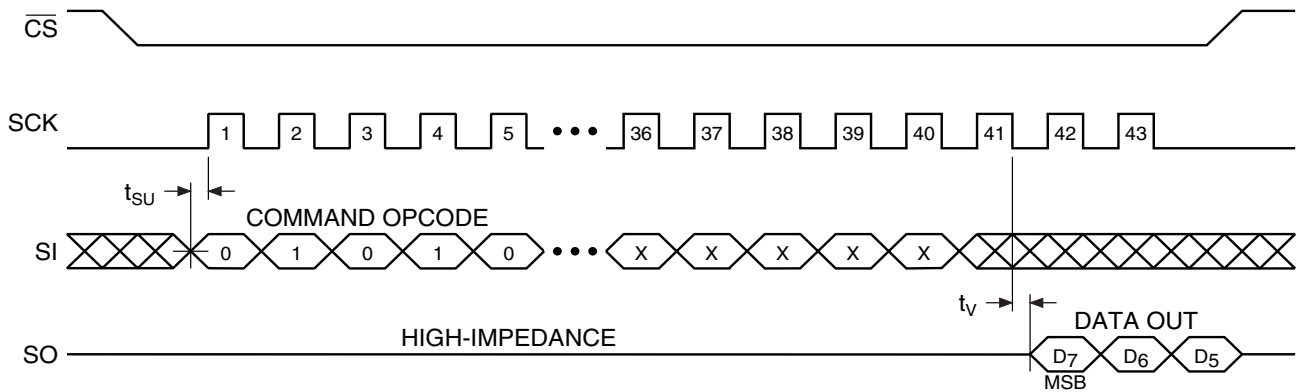 CS
SCK 1 2 3 4 5 ••• 36 37 38 39 40 41 42 43
tSU
COMMAND OPCODE
SI 0 1 0 1 0 ••• X X X X X
tV
HIGH-IMPEDANCE
DATA OUT
SO D7 D6 D5
MSB